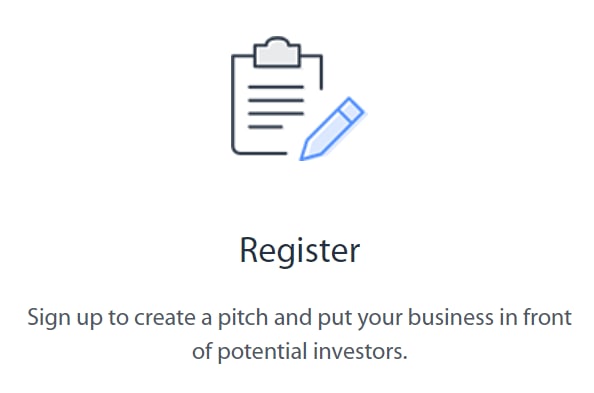 Register
Sign up to create a pitch and put your business in front
of potential investors.